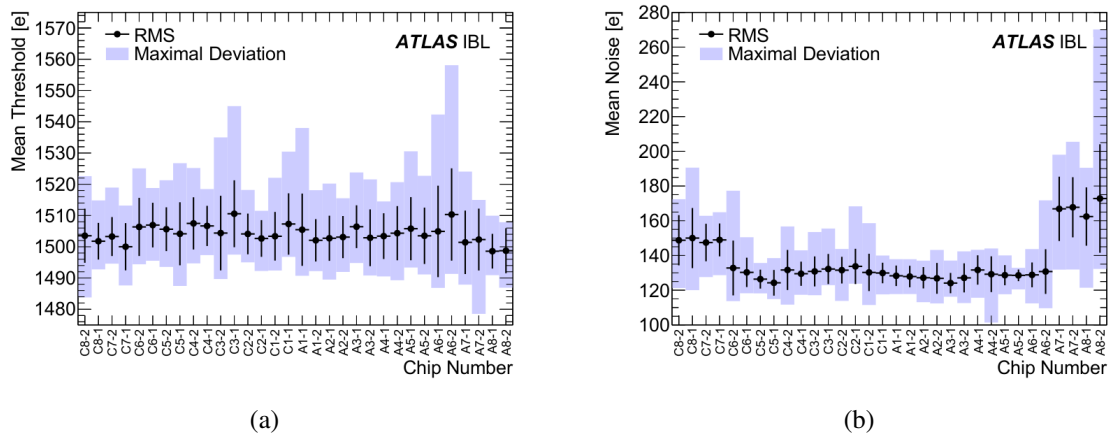 Mean Threshold [e]
1570
1560
1550
1540
1530
1520
1510
1500
1490
1480
RMS
Maximal Deviation
ATLAS IBL
C8-2
C8-1
C7-2
C7-1
C6-2
C6-1
C5-2
C5-1
C4-2
C4-1
C3-2
C3-1
C2-2
C2-1
C1-2
C1-1
A1-1
A1-2
A2-1
A2-2
A3-1
A3-2
A4-1
A4-2
A5-1
A5-2
A6-1
A6-2
A7-1
A7-2
A8-1
A8-2
Chip Number
(a)
Mean Noise [e]
280
260
240
220
200
180
160
140
120
100
RMS
Maximal Deviation
ATLAS IBL
C8-2
C8-1
C7-2
C7-1
C6-2
C6-1
C5-2
C5-1
C4-2
C4-1
C3-2
C3-1
C2-2
C2-1
C1-2
C1-1
A1-1
A1-2
A2-1
A2-2
A3-1
A3-2
A4-1
A4-2
A5-1
A5-2
A6-1
A6-2
A7-1
A7-2
A8-1
A8-2
Chip Number
(b)